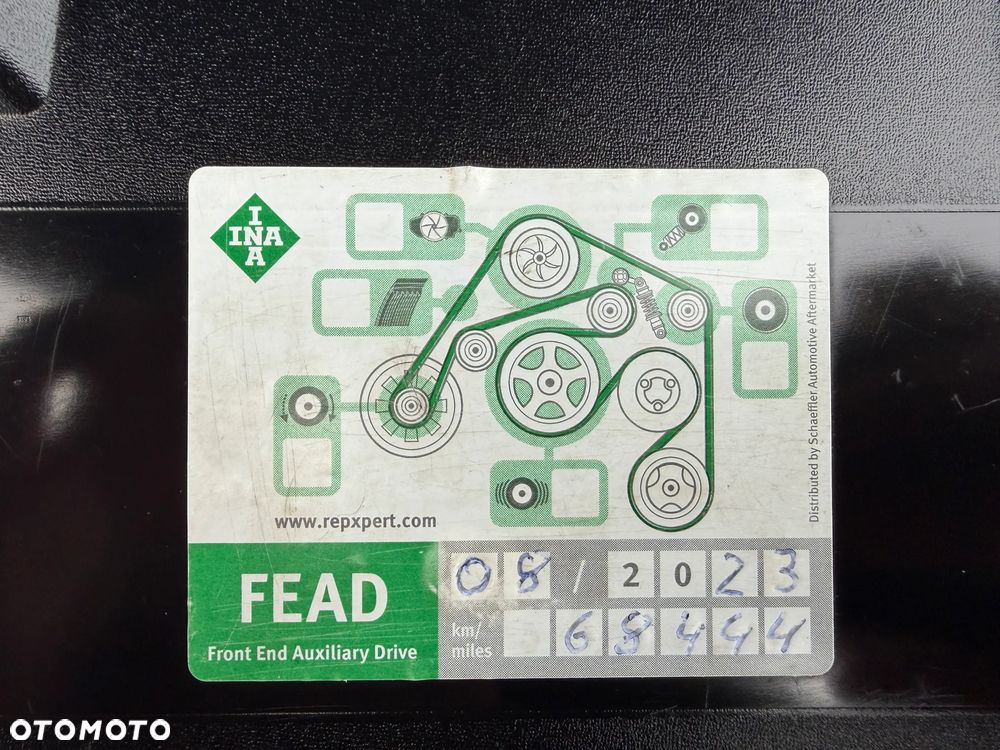 INA
INA
www.repxpert.com
Distributed by Schaeffler Automotive Aftermarket
FEAD
Front End Auxiliary Drive
08 / 2023
km/
miles
68444
OTOMOTO